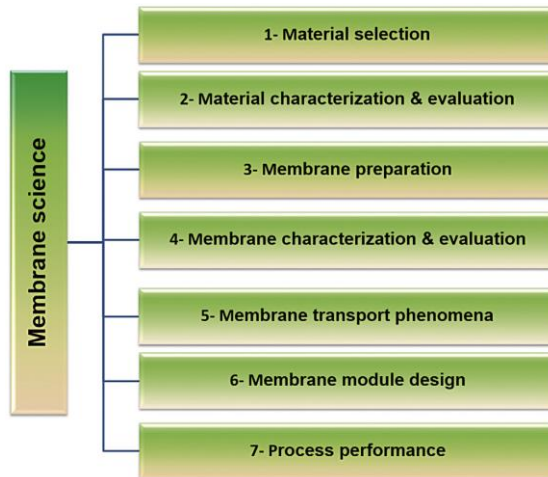 Membrane science
1- Material selection
2- Material characterization & evaluation
3- Membrane preparation
4- Membrane characterization & evaluation
5- Membrane transport phenomena
6- Membrane module design
7- Process performance